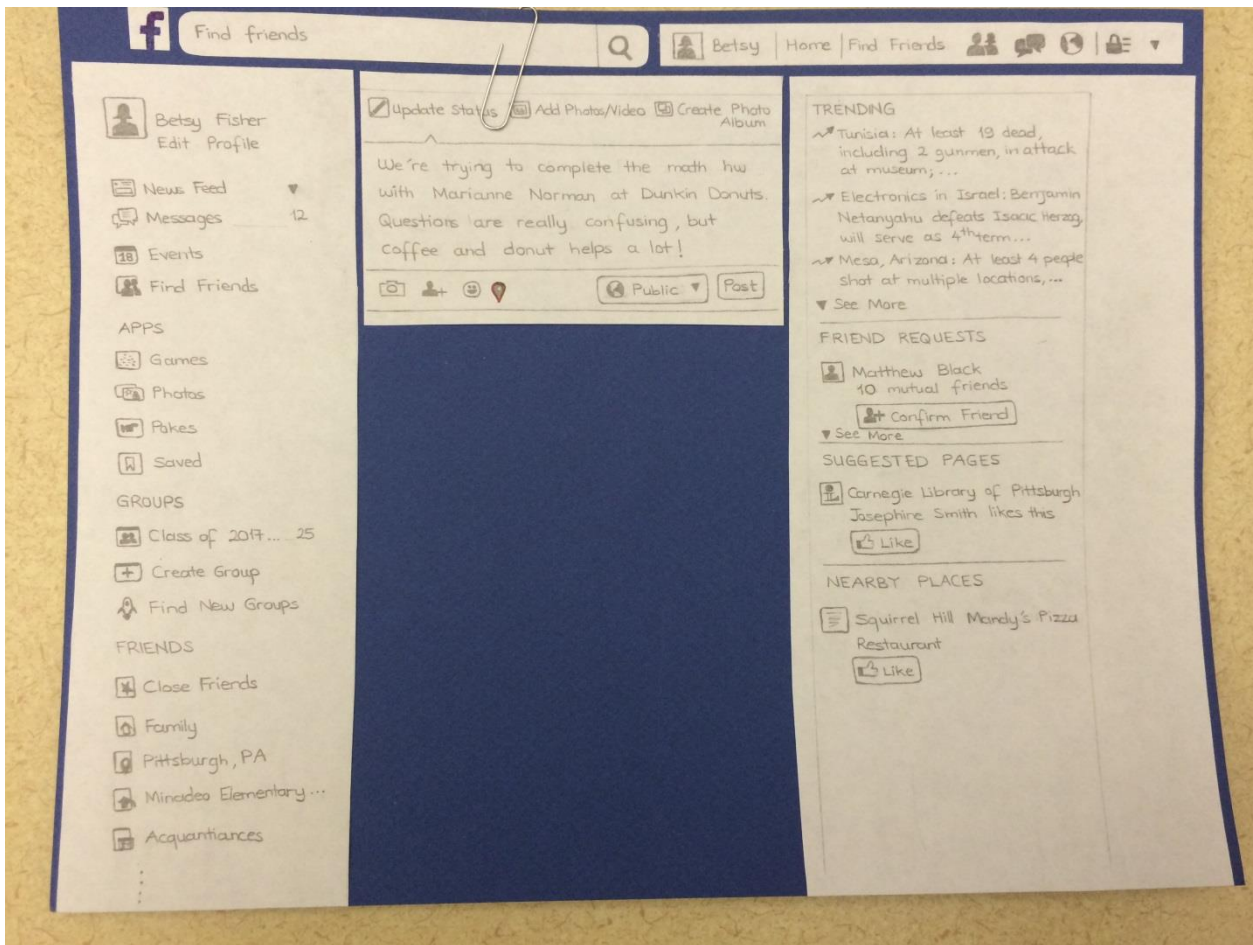 f
Find friends
Betsy
Home
Find Friends
Betsy Fisher
Edit Profile
News Feed
Messages 12
18 Events
Find Friends
APPS
Games
Photos
Pokes
Saved
GROUPS
Class of 2017... 25
Create Group
Find New Groups
FRIENDS
Close Friends
Family
Pittsburgh, PA
Minadeo Elementary ...
Acquantiances
Update Status
Add Photos/Video
Create Photo
Album
We're trying to complete the math hw
with Marianne Norman at Dunkin Donuts.
Questions are really confusing, but
coffee and donut helps a lot!
Public
Post
TRENDING
Tunisia: At least 19 dead,
including 2 gunmen, in attack
at museum; ...
Electronics in Israel: Benjamin
Netanyahu defeats Isaac Herzog,
will serve as 4th term...
Mesa, Arizona: At least 4 people
shot at multiple locations, ...
See More
FRIEND REQUESTS
Matthew Black
10 mutual friends
Confirm Friend
See More
SUGGESTED PAGES
Carnegie Library of Pittsburgh
Josephine Smith likes this
Like
NEARBY PLACES
Squirrel Hill Mandy's Pizza
Restaurant
Like